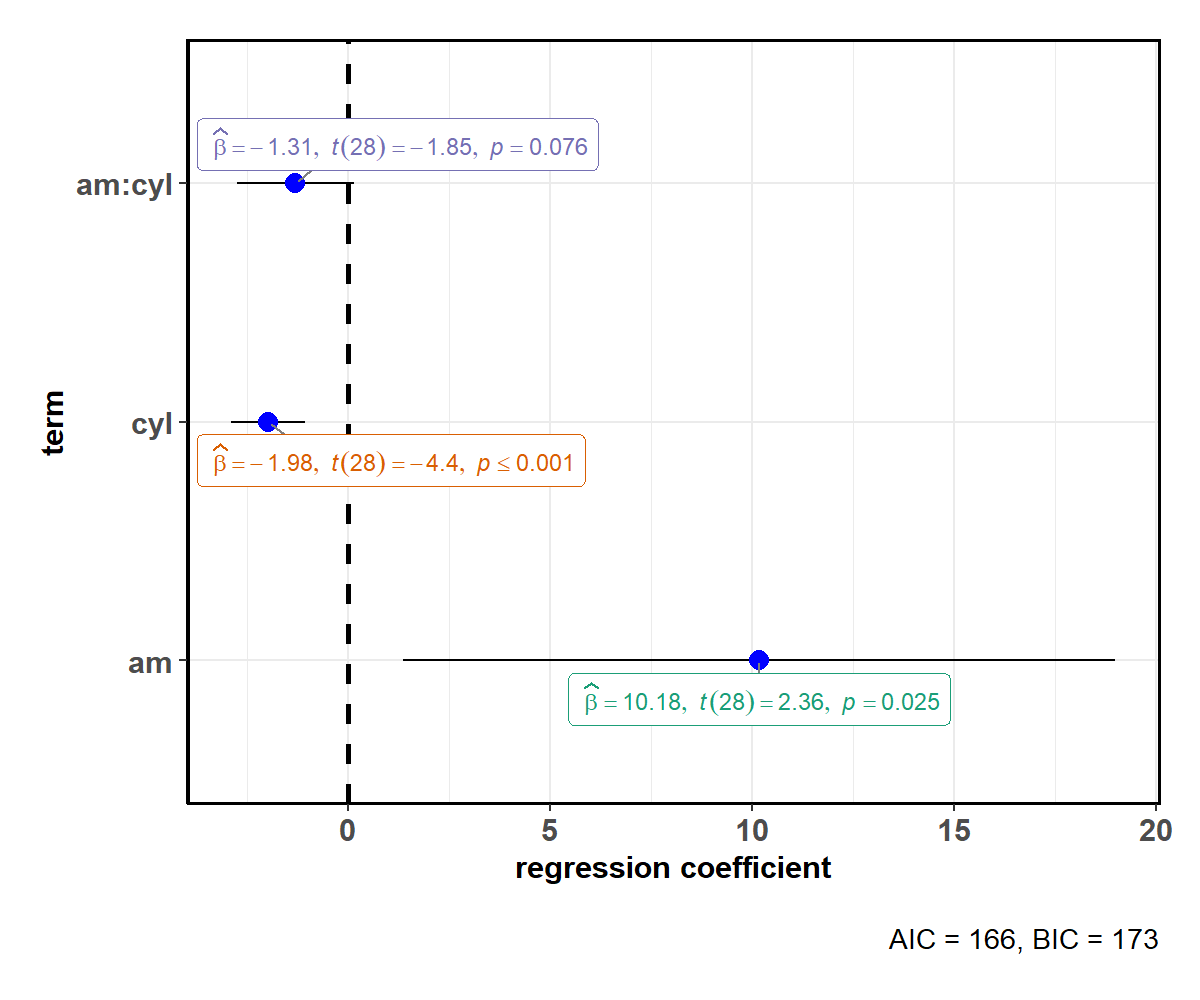 β̂ = −1.31, t(28) = −1.85, p = 0.076
am:cyl
cyl
β̂ = −1.98, t(28) = −4.4, p ≤ 0.001
term
am
β̂ = 10.18, t(28) = 2.36, p = 0.025
0 5 10 15 20
regression coefficient
AIC = 166, BIC = 173